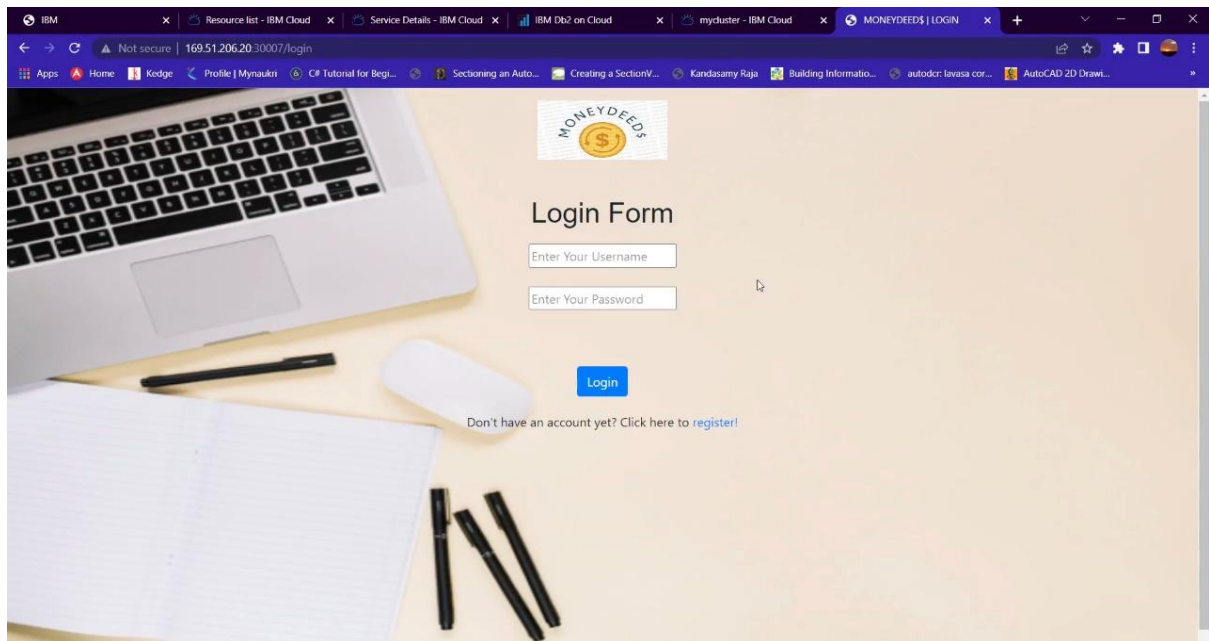 IBM
Resource list - IBM Cloud
Service Details - IBM Cloud
IBM Db2 on Cloud
mycluster - IBM Cloud
MONEYDEED$ | LOGIN
Not secure | 169.51.206.20:30007/login
Apps
Home
Kedge
Profile | Mynaukri
C# Tutorial for Begi...
Sectioning an Auto...
Creating a SectionV...
Kandasamy Raja
Building Informatio...
autodcr: lavasa cor...
AutoCAD 2D Drawi...
»
MONEYDEED$
$
Login Form
Enter Your Username
Enter Your Password
Login
Don't have an account yet? Click here to register!